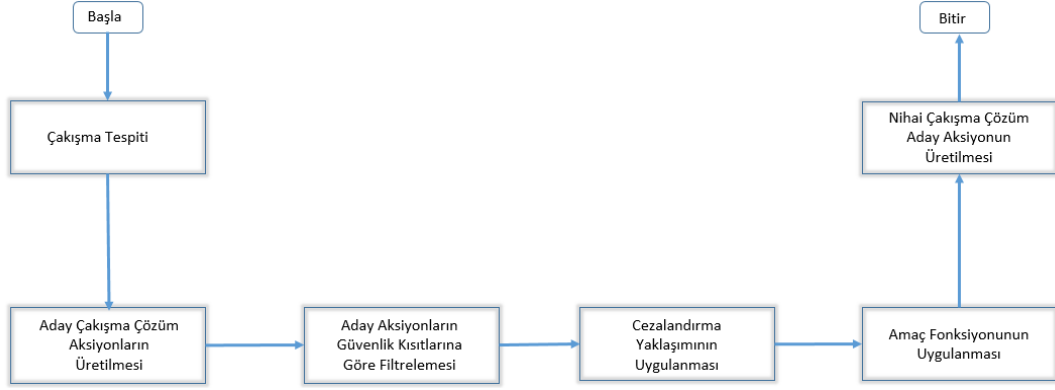 Başla
Çakışma Tespiti
Aday Çakışma Çözüm
Aksiyonların
Üretilmesi
Aday Aksiyonların
Güvenlik Kısıtlarına
Göre Filtrelemesi
Cezalandırma
Yaklaşımının
Uygulanması
Amaç Fonksiyonunun
Uygulanması
Nihai Çakışma Çözüm
Aday Aksiyonun
Üretilmesi
Bitir